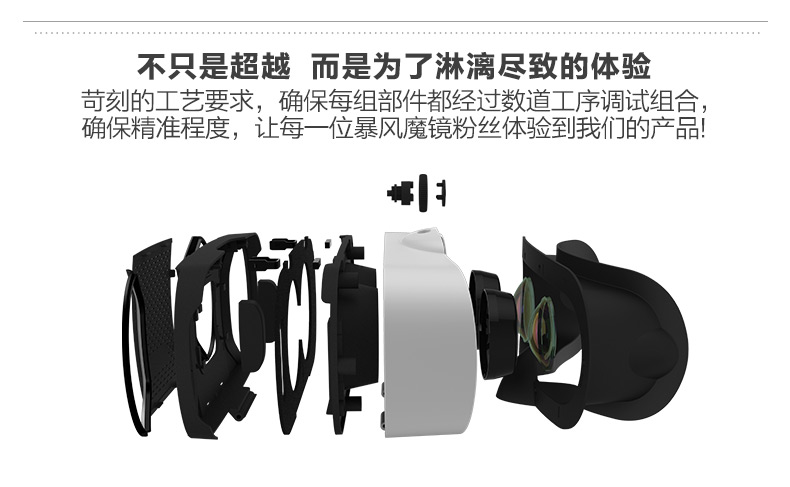 不只是超越 而是为了淋漓尽致的体验
苛刻的工艺要求，确保每组部件都经过数道工序调试组合，
确保精准程度，让每一位暴风魔镜粉丝体验到我们的产品!